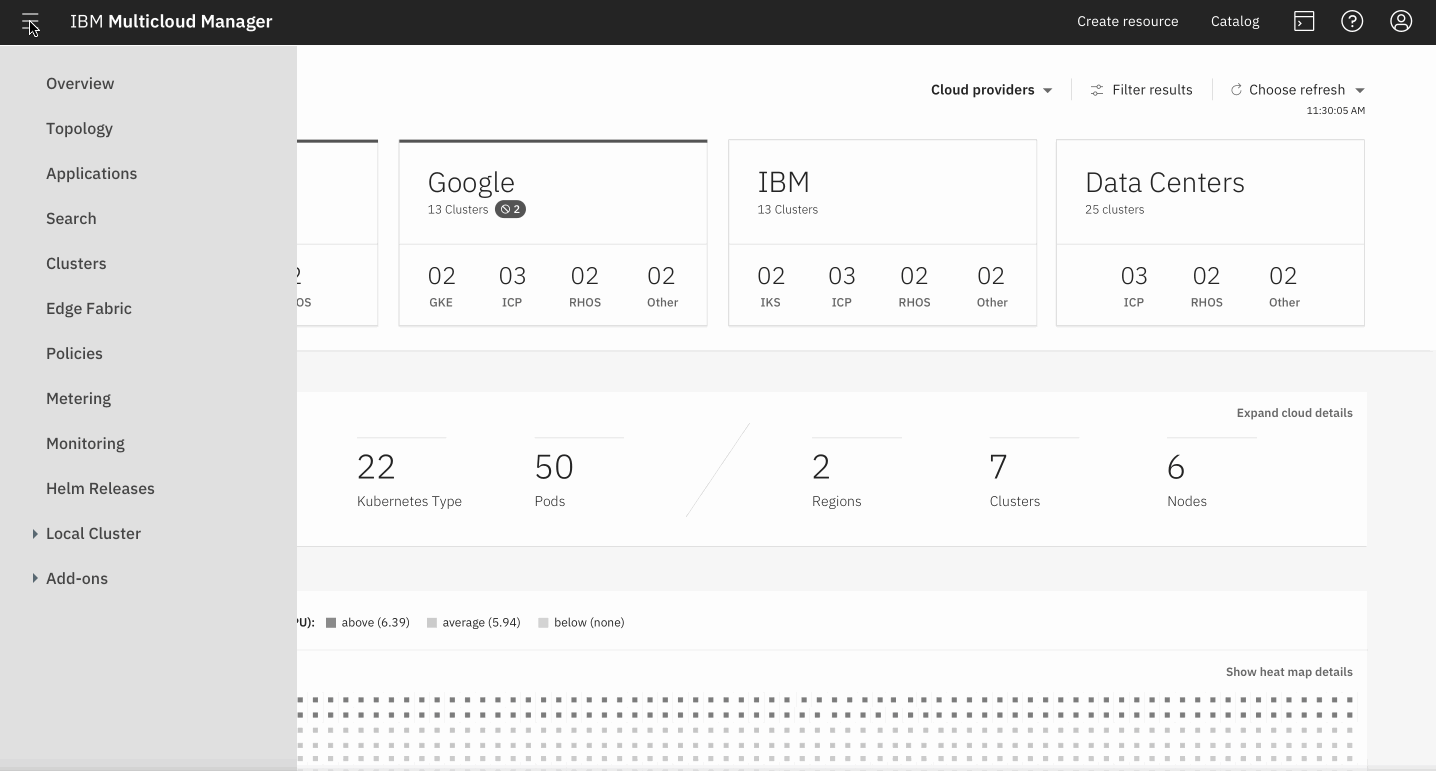 IBM Multicloud Manager
Create resource
Catalog
Overview
Topology
Applications
Search
Clusters
Edge Fabric
Policies
Metering
Monitoring
Helm Releases
Local Cluster
Add-ons
Cloud providers
Filter results
Choose refresh
11:30:05 AM
Google
13 Clusters 2
02 03 02 02
GKE ICP RHOS Other
IBM
13 Clusters
02 03 02 02
IKS ICP RHOS Other
Data Centers
25 clusters
03 02 02
ICP RHOS Other
Expand cloud details
22
Kubernetes Type
50
Pods
2
Regions
7
Clusters
6
Nodes
above (6.39) average (5.94) below (none)
Show heat map details